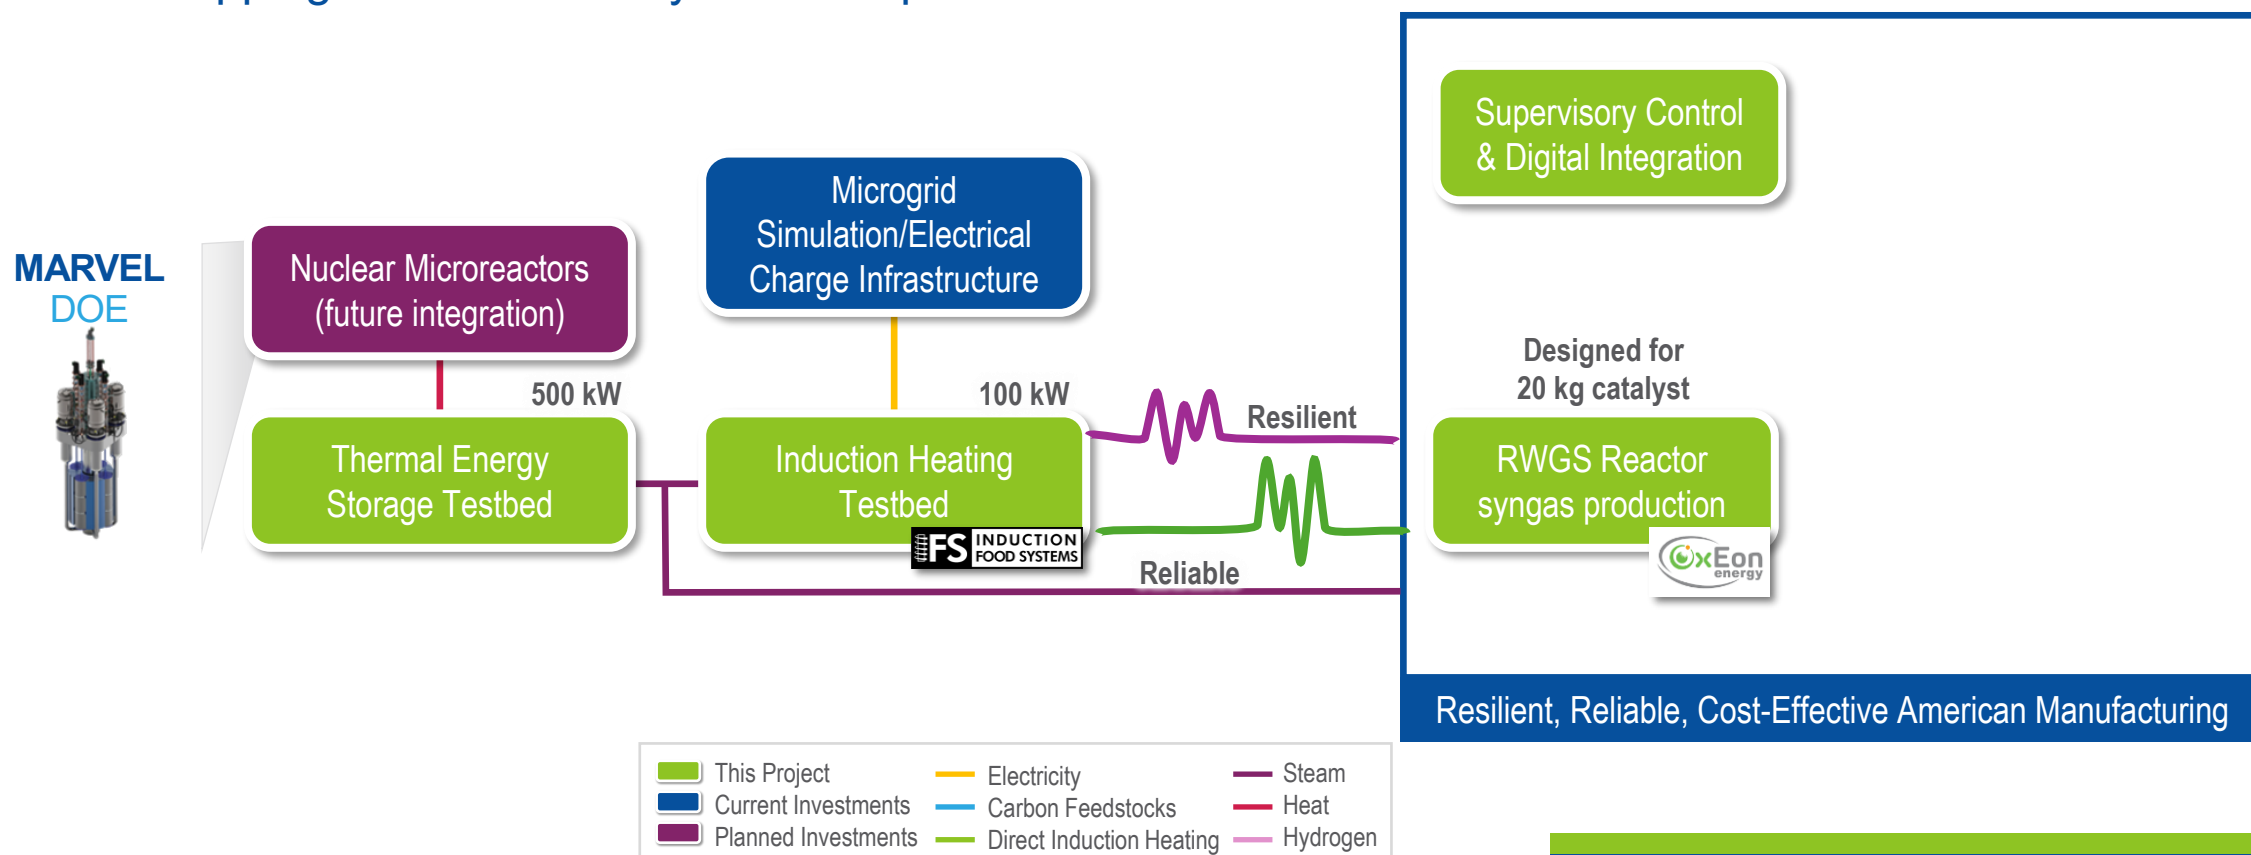 Supervisory Control
& Digital Integration
Microgrid
Simulation/Electrical
Charge Infrastructure
MARVEL
DOE
Nuclear Microreactors
(future integration)
Designed for
20 kg catalyst
500 kW
100 kW
Resilient
Thermal Energy
Storage Testbed
Induction Heating
Testbed
RWGS Reactor
syngas production
FS INDUCTION
FOOD SYSTEMS
OxEon
energy
Reliable
Resilient, Reliable, Cost-Effective American Manufacturing
This Project
Current Investments
Planned Investments
Electricity
Carbon Feedstocks
Direct Induction Heating
Steam
Heat
Hydrogen